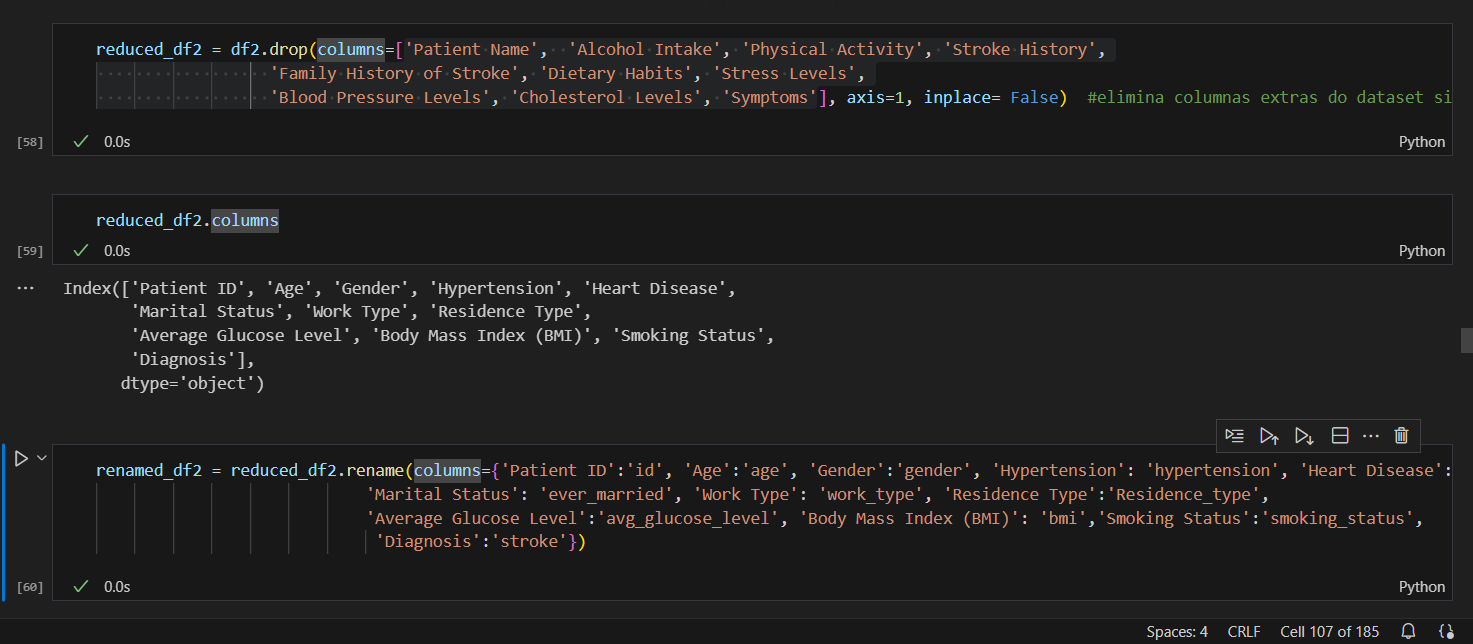 reduced_df2 = df2.drop(columns=['Patient Name',  'Alcohol Intake', 'Physical Activity', 'Stroke History',
'Family History of Stroke', 'Dietary Habits', 'Stress Levels',
'Blood Pressure Levels', 'Cholesterol Levels', 'Symptoms'], axis=1, inplace= False)  #elimina columnas extras do dataset si
[58] 0.0s Python
reduced_df2.columns
[59] 0.0s Python
... Index(['Patient ID', 'Age', 'Gender', 'Hypertension', 'Heart Disease',
'Marital Status', 'Work Type', 'Residence Type',
'Average Glucose Level', 'Body Mass Index (BMI)', 'Smoking Status',
'Diagnosis'],
dtype='object')
renamed_df2 = reduced_df2.rename(columns={'Patient ID':'id', 'Age':'age', 'Gender':'gender', 'Hypertension': 'hypertension', 'Heart Disease':
'Marital Status': 'ever_married', 'Work Type': 'work_type', 'Residence Type':'Residence_type',
'Average Glucose Level':'avg_glucose_level', 'Body Mass Index (BMI)': 'bmi','Smoking Status':'smoking_status',
'Diagnosis':'stroke'})
[60] 0.0s Python
Spaces: 4 CRLF Cell 107 of 185